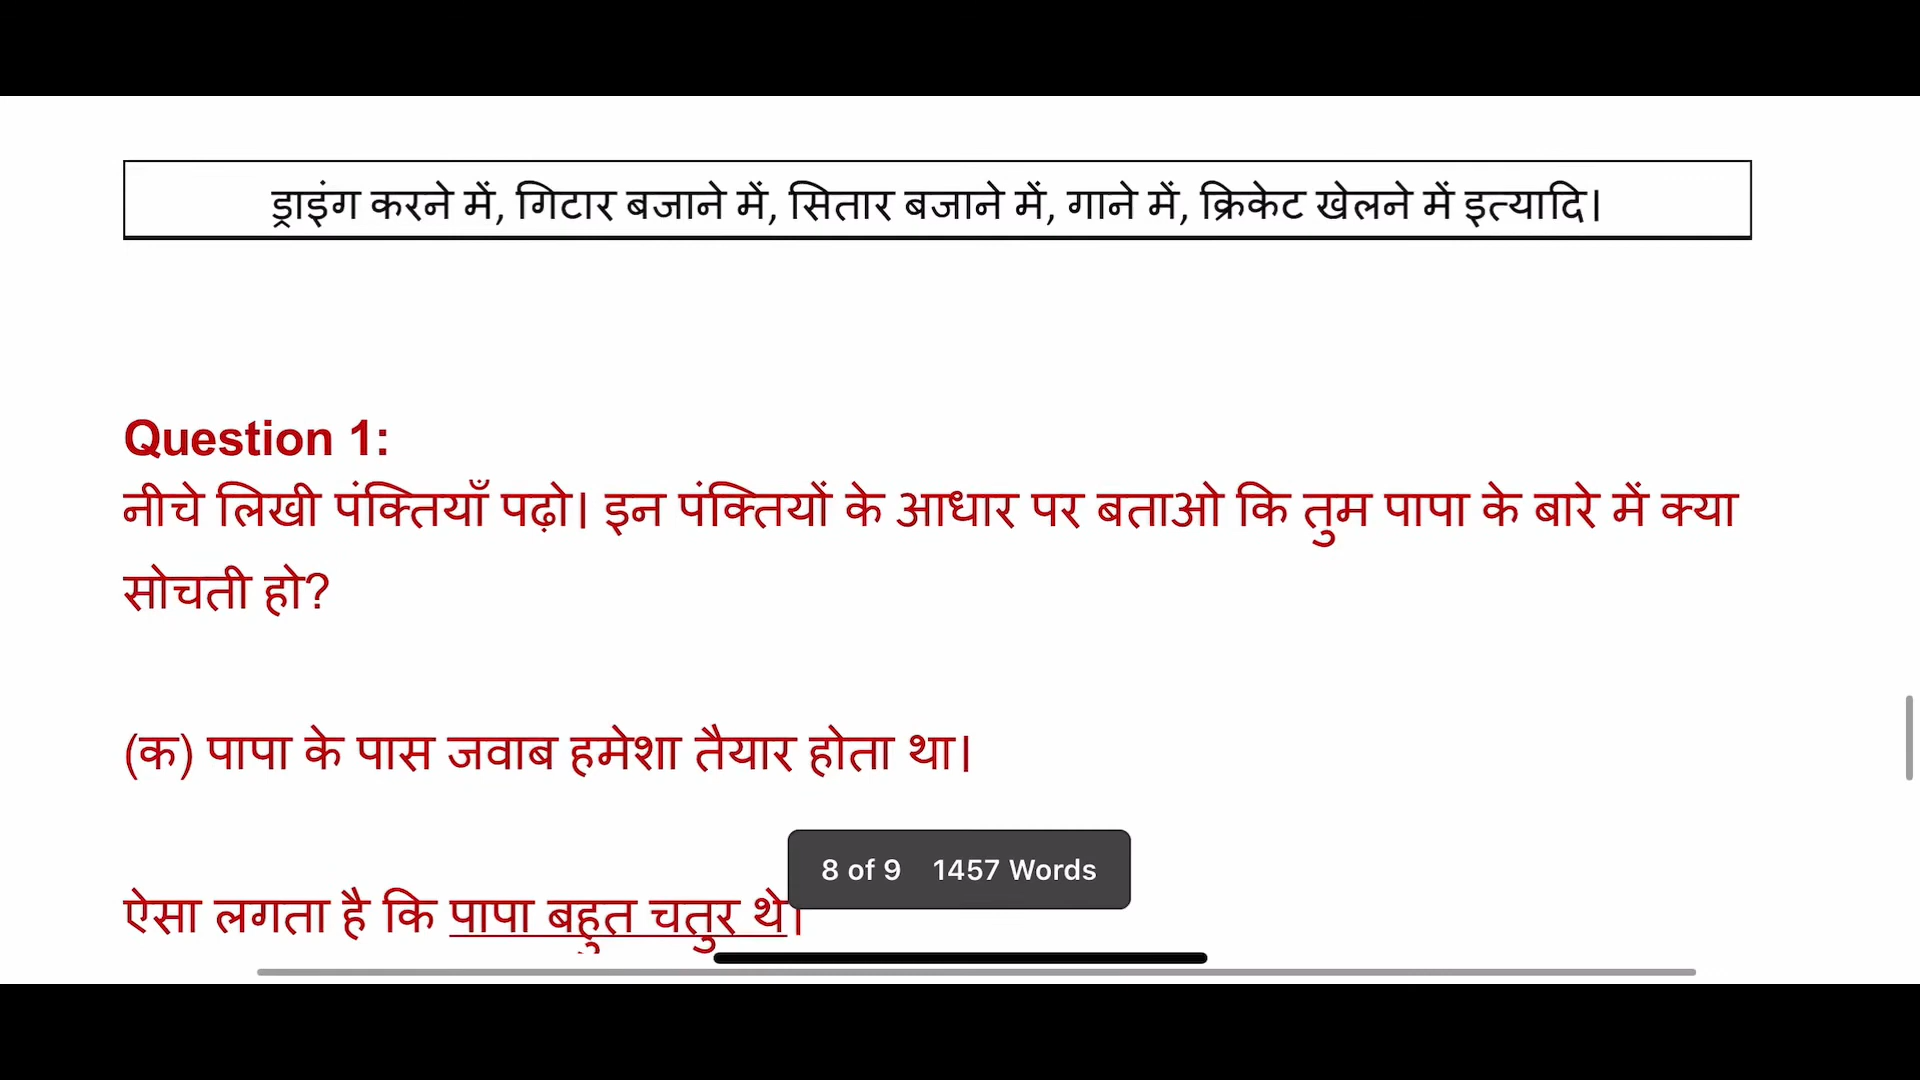 ड्राइंग करने में, गिटार बजाने में, सितार बजाने में, गाने में, क्रिकेट खेलने में इत्यादि।
Question 1:
नीचे लिखी पंक्तियाँ पढ़ो। इन पंक्तियों के आधार पर बताओ कि तुम पापा के बारे में क्या
सोचती हो?
(क) पापा के पास जवाब हमेशा तैयार होता था।
8 of 9 1457 Words
ऐसा लगता है कि पापा बहुत चतुर थे।